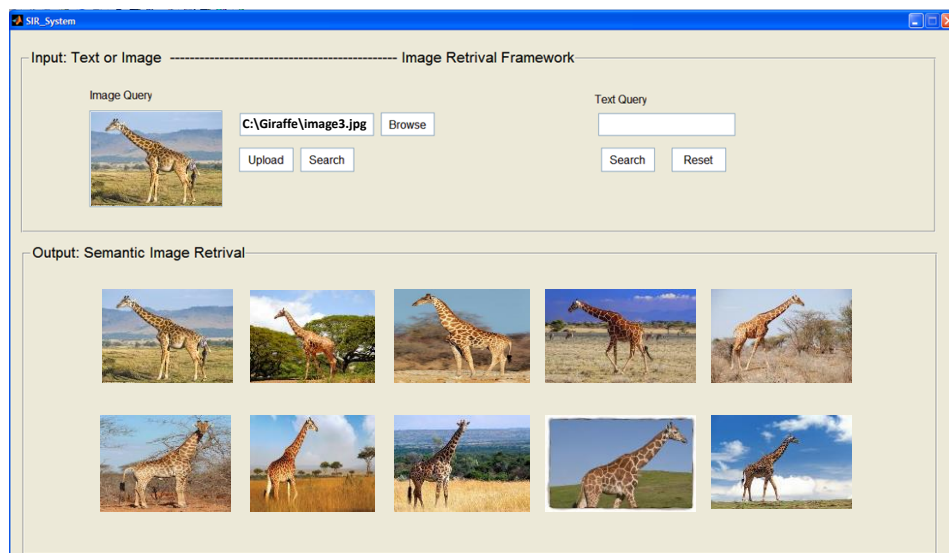 SIR_System
Input: Text or Image ---------------------------------------------- Image Retrival Framework
Image Query
Text Query
C:\Giraffe\image3.jpg
Browse
Upload
Search
Search
Reset
Output: Semantic Image Retrival